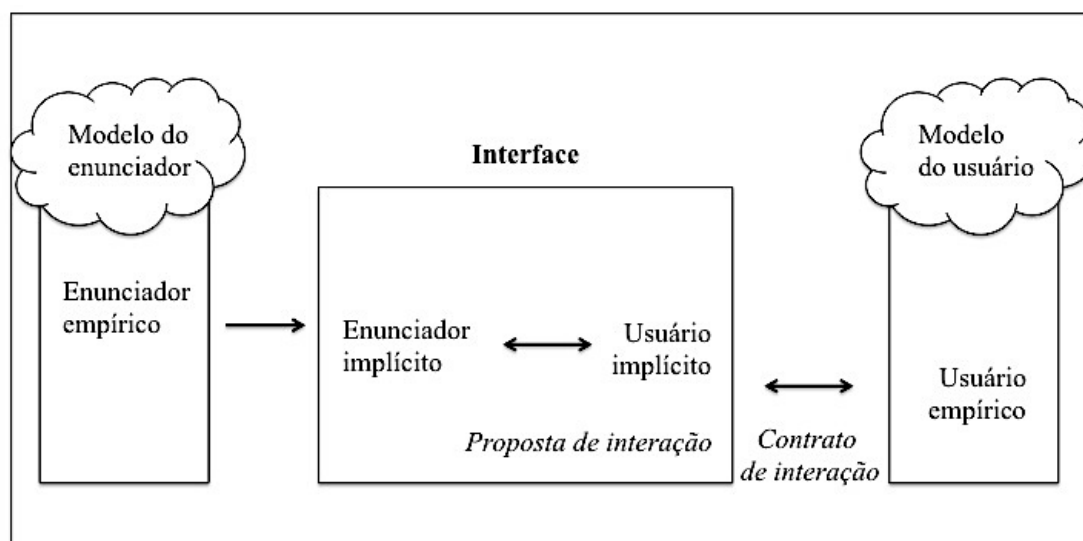 Modelo do
enunciador
Interface
Modelo
do usuário
Enunciador
empírico
Enunciador
implícito
Usuário
implícito
Proposta de interação
Contrato
de interação
Usuário
empírico